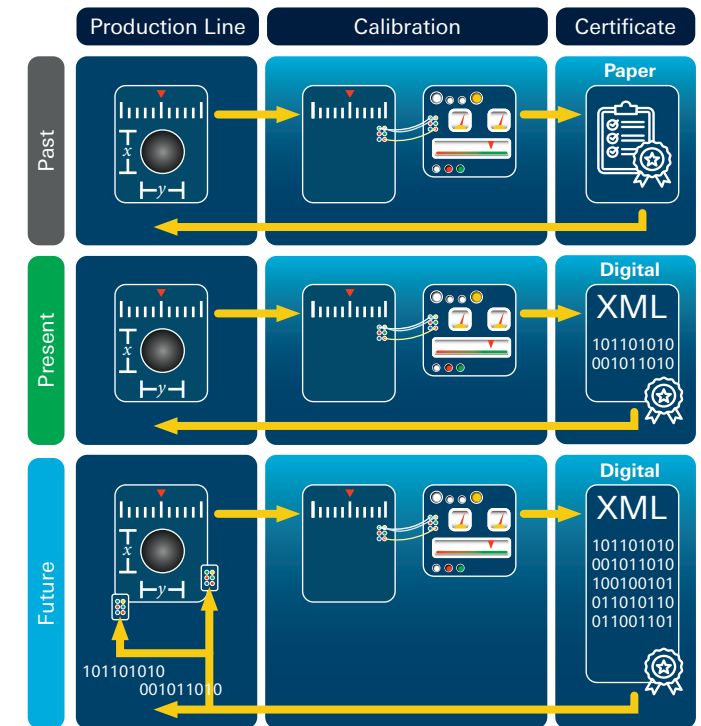 Production Line
Calibration
Certificate
Past
x
y
Paper
Present
x
y
Digital
XML
101101010
001011010
Future
x
y
101101010
001011010
Digital
XML
101101010
001011010
100100101
011010110
011001101